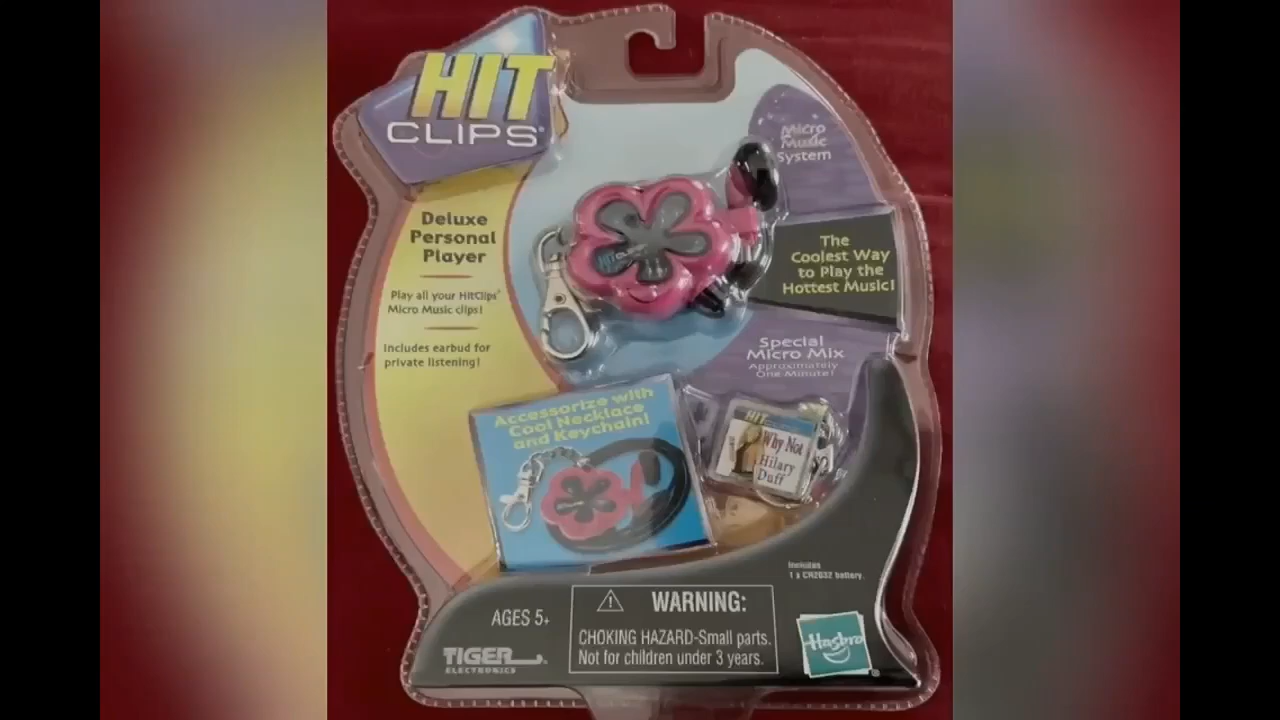 HIT
CLIPS®
Micro
Music
System
Deluxe
Personal
Player
Play all your HitClips®
Micro Music clips!
Includes earbud for
private listening!
HIT
The
Coolest Way
to Play the
Hottest Music!
Special
Micro Mix
Approximately
One Minute!
Accessorize with
Cool Necklace
and Keychain!
HIT
Why Not
Hilary
Duff
Includes
1 x CR2032 battery.
AGES 5+
WARNING:
CHOKING HAZARD-Small parts.
Not for children under 3 years.
TIGER
ELECTRONICS
Hasbro
®